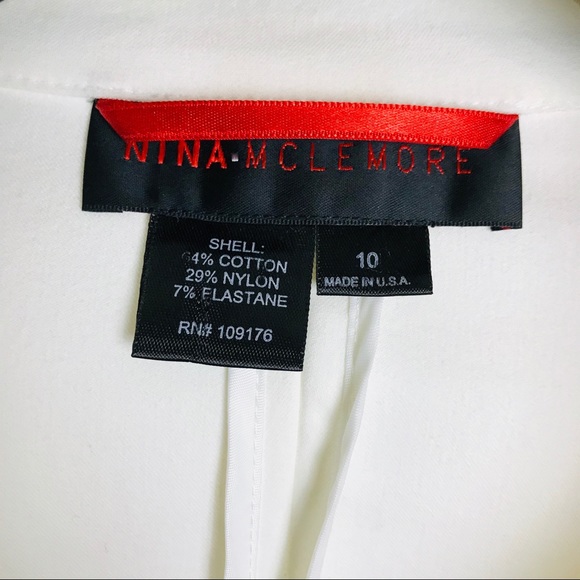 NINA·MCLEMORE
SHELL:
64% COTTON
29% NYLON
7% ELASTANE
RN# 109176
10
MADE IN U.S.A.